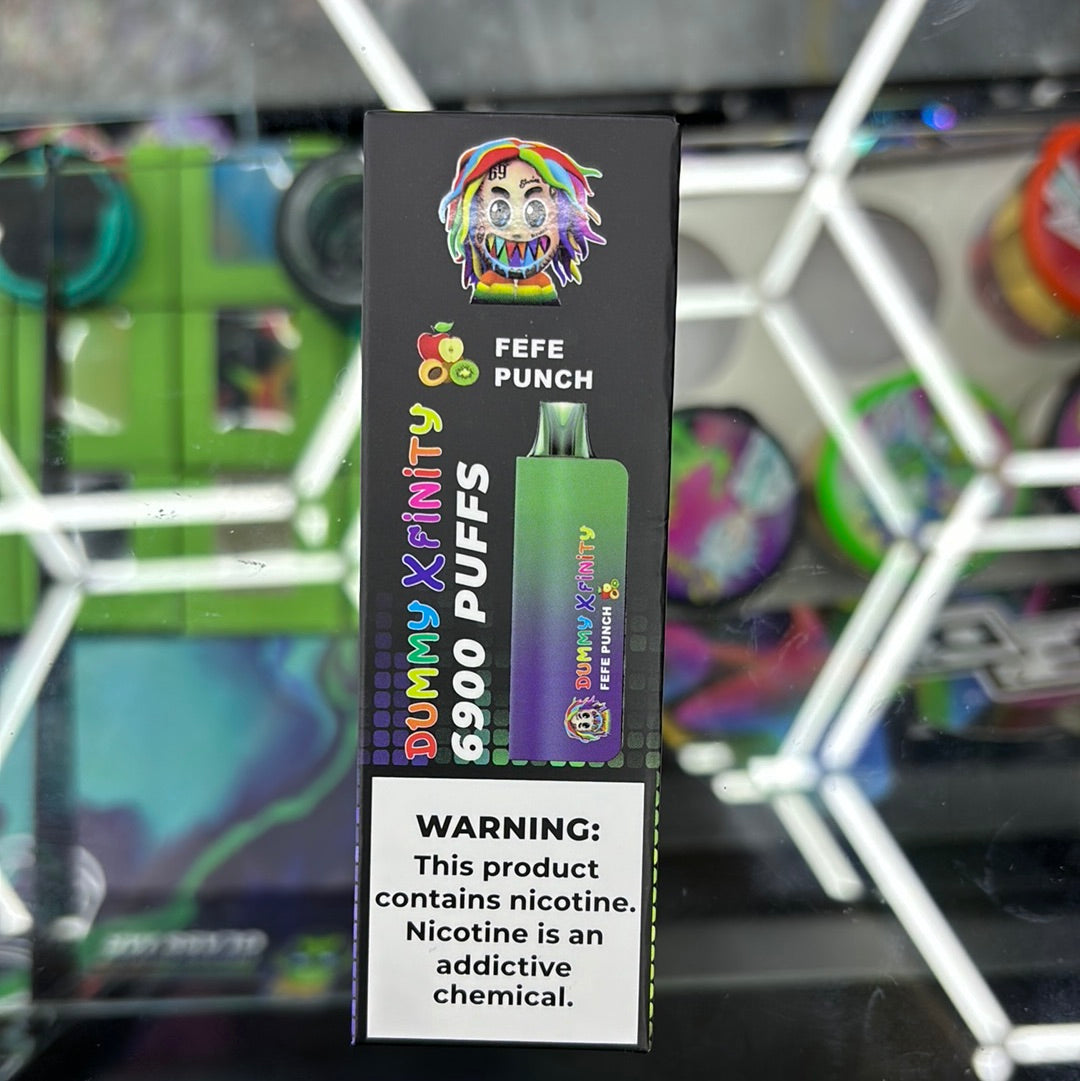 69
FEFE
PUNCH
DUMMY XFiNiTY
6900 PUFFS
DUMMY XFiNiTY
FEFE PUNCH
WARNING:
This product
contains nicotine.
Nicotine is an
addictive
chemical.